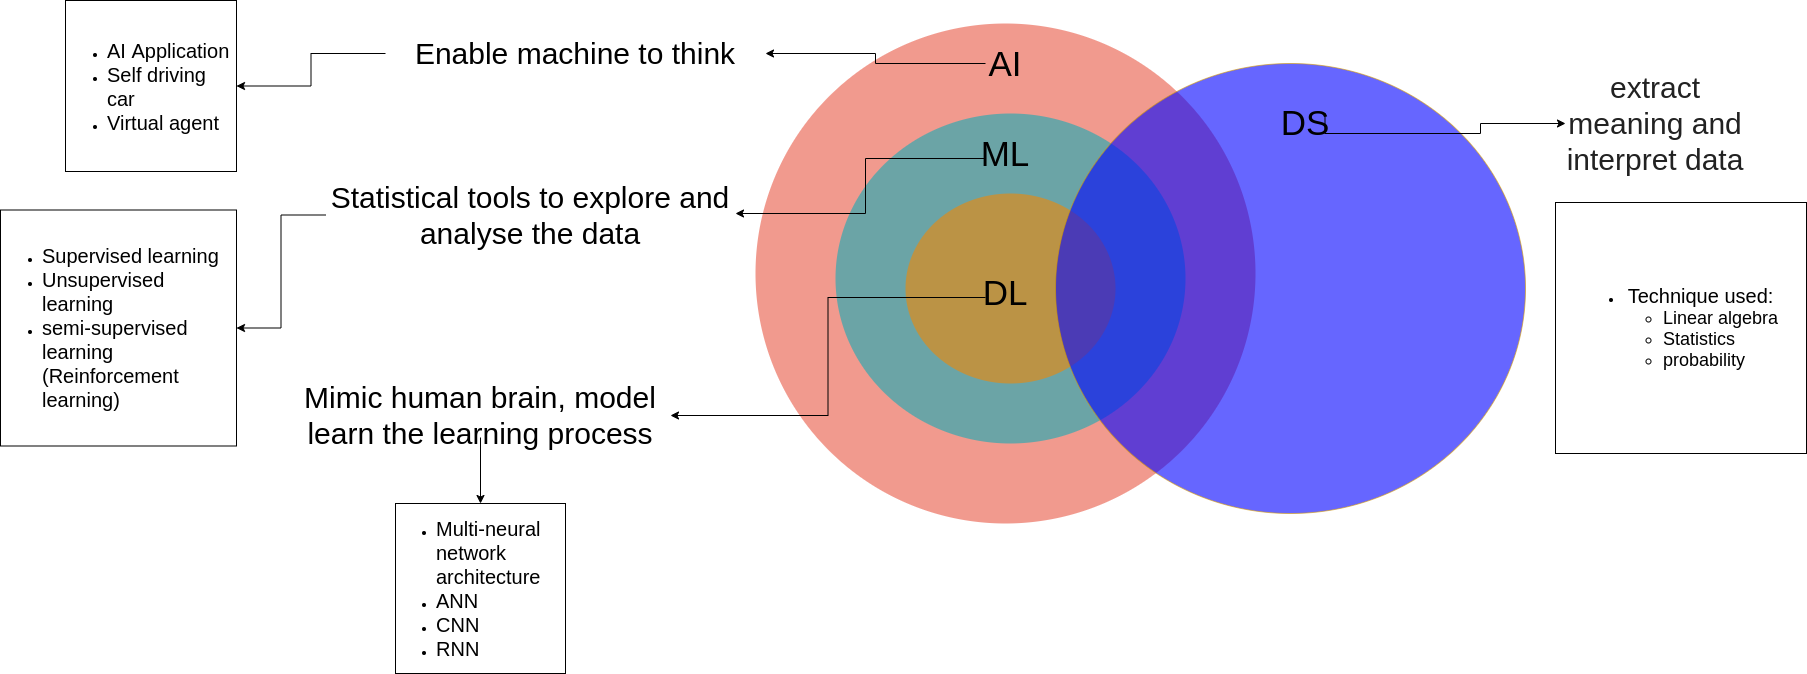 AI Application
Self driving
car
Virtual agent
Enable machine to think
AI
DS
extract
meaning and
interpret data
ML
Statistical tools to explore and
analyse the data
Supervised learning
Unsupervised
learning
semi-supervised
learning
(Reinforcement
learning)
DL
Technique used:
Linear algebra
Statistics
probability
Mimic human brain, model
learn the learning process
Multi-neural
network
architecture
ANN
CNN
RNN